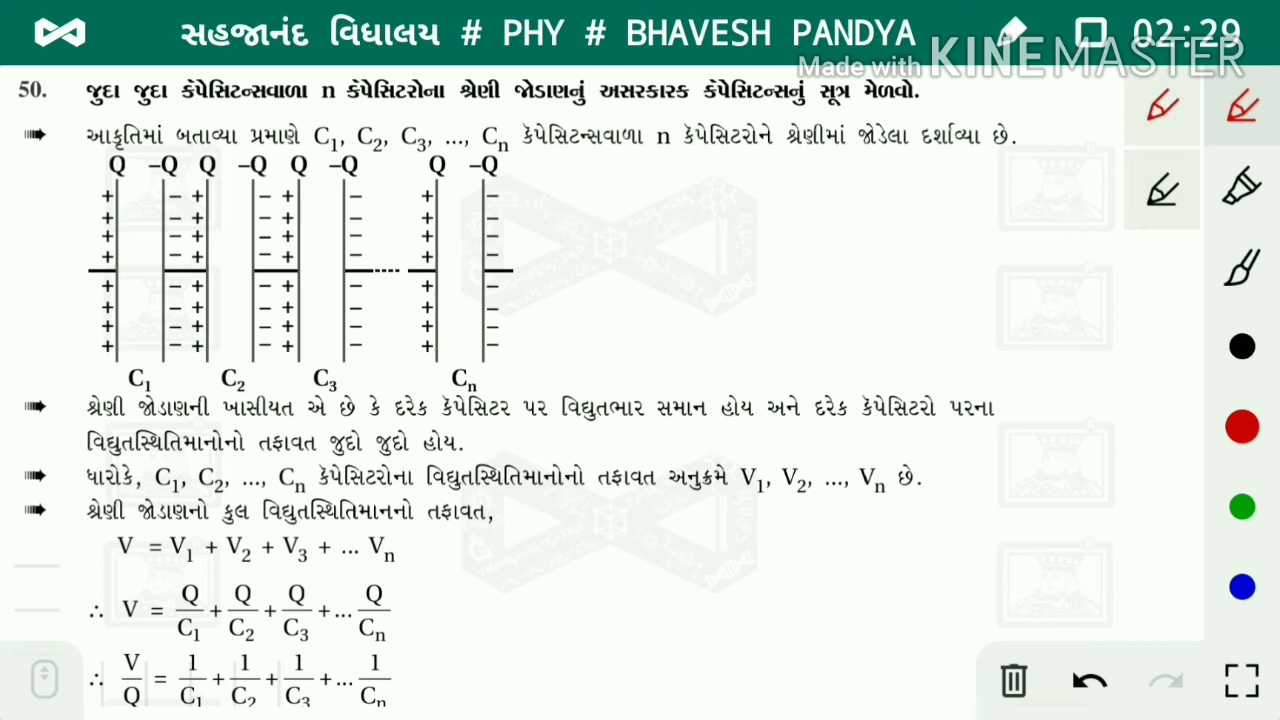 સહજાનંદ વિધાલય # PHY # BHAVESH PANDYA
02:29
Made with KINEMASTER
50. જુદા જુદા કૅપેસિટન્સવાળા n કૅપેસિટરોના શ્રેણી જોડાણનું અસરકારક કૅપેસિટન્સનું સૂત્ર મેળવો.
➠ આકૃતિમાં બતાવ્યા પ્રમાણે C₁, C₂, C₃, ..., Cₙ કૅપેસિટન્સવાળા n કૅપેસિટરોને શ્રેણીમાં જોડેલા દર્શાવ્યા છે.
Q –Q Q –Q Q –Q Q –Q
+ – + – + – + –
+ – + – + – + –
+ – + – + – + –
+ – + – + – + –
+ – + – + – + –
+ – + – + – + –
+ – + – + – + –
+ – + – + – + –
C₁ C₂ C₃ Cₙ
➠ શ્રેણી જોડાણની ખાસીયત એ છે કે દરેક કૅપેસિટર પર વિદ્યુતભાર સમાન હોય અને દરેક કૅપેસિટરો પરના
વિદ્યુતસ્થિતિમાનોનો તફાવત જુદો જુદો હોય.
➠ ધારોકે, C₁, C₂, ..., Cₙ કૅપેસિટરોના વિદ્યુતસ્થિતિમાનોનો તફાવત અનુક્રમે V₁, V₂, ..., Vₙ છે.
➠ શ્રેણી જોડાણનો કુલ વિદ્યુતસ્થિતિમાનનો તફાવત,
V = V₁ + V₂ + V₃ + ... Vₙ
∴ V = Q/C₁ + Q/C₂ + Q/C₃ + ... Q/Cₙ
∴ V/Q = 1/C₁ + 1/C₂ + 1/C₃ + ... 1/Cₙ